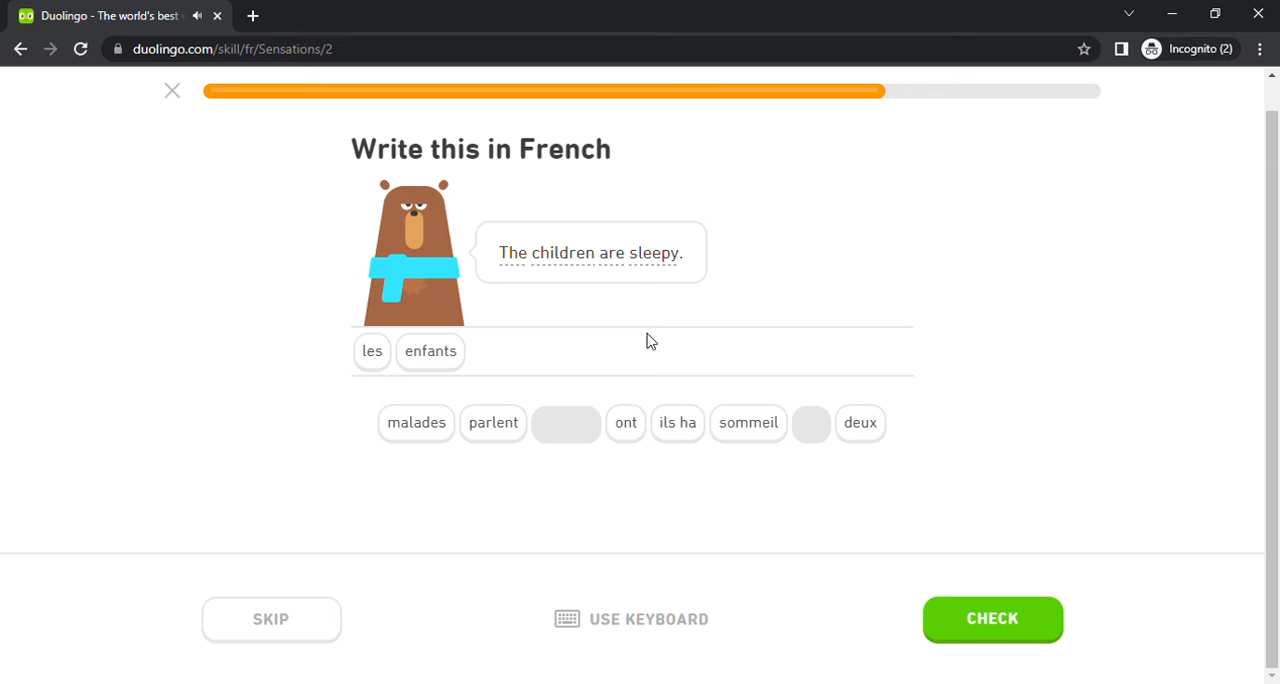 Duolingo - The world's best
duolingo.com/skill/fr/Sensations/2
Incognito (2)
Write this in French
The children are sleepy.
les enfants
malades parlent ont ils ha sommeil deux
SKIP USE KEYBOARD CHECK